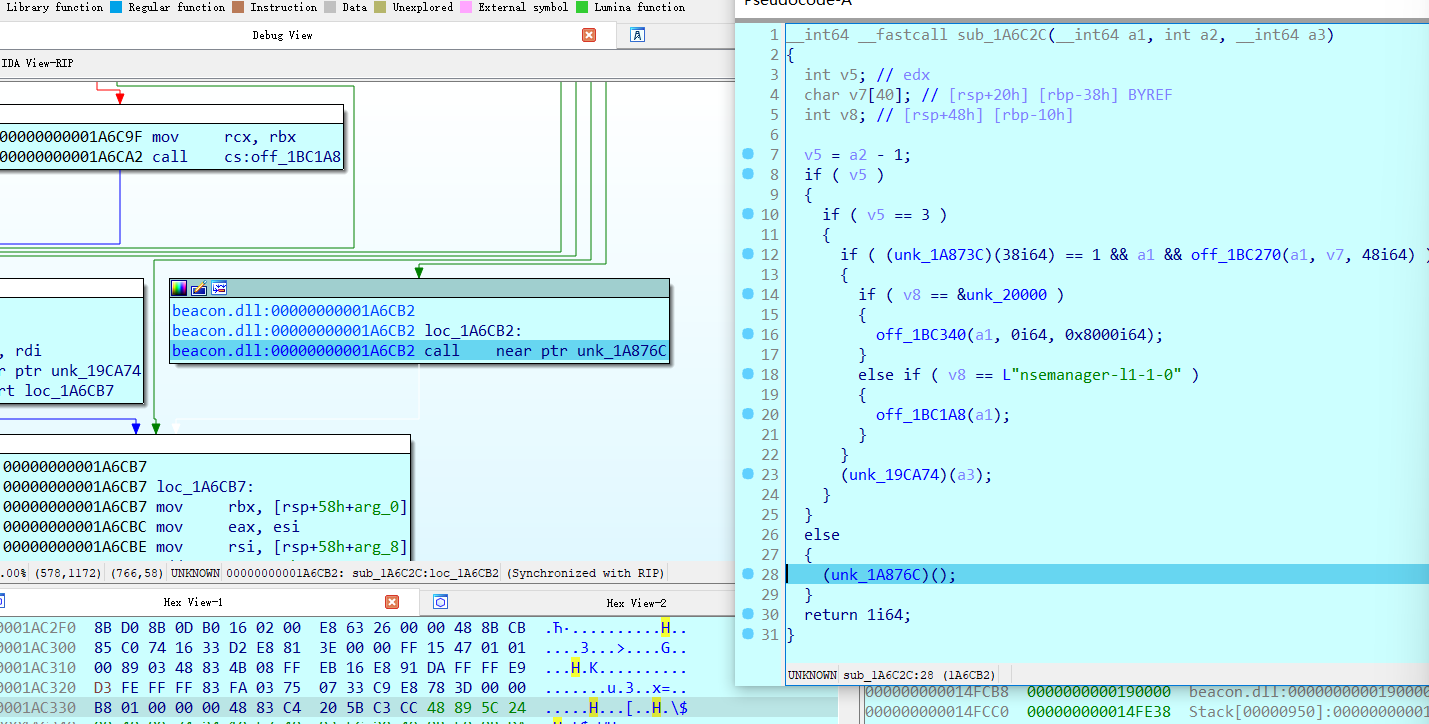 Library function Regular function Instruction Data Unexplored External symbol Lumina function
Debug View
IDA View-RIP
00000000001A6C9F mov rcx, rbx
00000000001A6CA2 call cs:off_1BC1A8
, rdi
r ptr unk_19CA74
rt loc_1A6CB7
beacon.dll:00000000001A6CB2
beacon.dll:00000000001A6CB2 loc_1A6CB2:
beacon.dll:00000000001A6CB2 call near ptr unk_1A876C
00000000001A6CB7
00000000001A6CB7 loc_1A6CB7:
00000000001A6CB7 mov rbx, [rsp+58h+arg_0]
00000000001A6CBC mov eax, esi
00000000001A6CBE mov rsi, [rsp+58h+arg_8]
.00% (578,1172) (766,58) UNKNOWN 00000000001A6CB2: sub_1A6C2C:loc_1A6CB2 (Synchronized with RIP)
Hex View-1
Hex View-2
0001AC2F0 8B D0 8B 0D B0 16 02 00 E8 63 26 00 00 48 8B CB
0001AC300 85 C0 74 16 33 D2 E8 81 3E 00 00 FF 15 47 01 01 ....3...>....G..
0001AC310 00 89 03 48 83 4B 08 FF EB 16 E8 91 DA FF FF E9 ...H.K..........
0001AC320 D3 FE FF FF 83 FA 03 75 07 33 C9 E8 78 3D 00 00 .......u.3..x=..
0001AC330 B8 01 00 00 00 48 83 C4 20 5B C3 CC 48 89 5C 24 .....H.. [..H.\$
Pseudocode-A
1 __int64 __fastcall sub_1A6C2C(__int64 a1, int a2, __int64 a3)
2 {
3 int v5; // edx
4 char v7[40]; // [rsp+20h] [rbp-38h] BYREF
5 int v8; // [rsp+48h] [rbp-10h]
6
7 v5 = a2 - 1;
8 if ( v5 )
9 {
10 if ( v5 == 3 )
11 {
12 if ( (unk_1A873C)(38i64) == 1 && a1 && off_1BC270(a1, v7, 48i64) )
13 {
14 if ( v8 == &unk_20000 )
15 {
16 off_1BC340(a1, 0i64, 0x8000i64);
17 }
18 else if ( v8 == L"nsemanager-l1-1-0" )
19 {
20 off_1BC1A8(a1);
21 }
22 }
23 (unk_19CA74)(a3);
24 }
25 }
26 else
27 {
28 (unk_1A876C)();
29 }
30 return 1i64;
31 }
UNKNOWN sub_1A6C2C:28 (1A6CB2)
000000000014FCB8 0000000000190000 beacon.dll:0000000000190000
000000000014FCC0 000000000014FE38 Stack[00000950]:00000000001